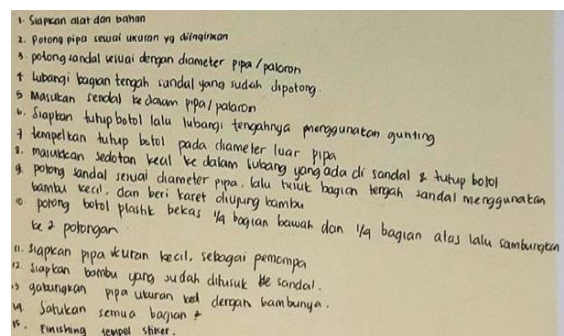 1. Siapkan alat dan bahan
2. Potong pipa sesuai ukuran yg diinginkan
3. potong sandal sesuai dengan diameter pipa / paloron
4 Lubangi bagian tengah sandal yang sudah dipotong.
5 Masukan sendal ke dalam pipa / palaron
6. Siapkan tutup botol lalu lubangi tengahnya menggunakan gunting
7 tempelkan tutup botol pada diameter luar pipa
8. masukkan sedotan kecil ke dalam lubang yang ada di sandal & tutup botol
9. potong sandal sesuai diameter pipa, lalu tusuk bagian tengah sandal menggunakan
bambu kecil, dan beri karet diujung bambu
10. potong botol plastik bekas 1/4 bagian bawah dan 1/4 bagian atas lalu sambungkan
ke 2 potongan
11. Siapkan pipa ukuran kecil, sebagai pemompa
12. Siapkan bambu yang sudah ditusuk ke sandal.
13 gabungkan pipa ukuran kecil dengan bambunya.
14 Satukan semua bagian
15. Finishing tempel stiker.